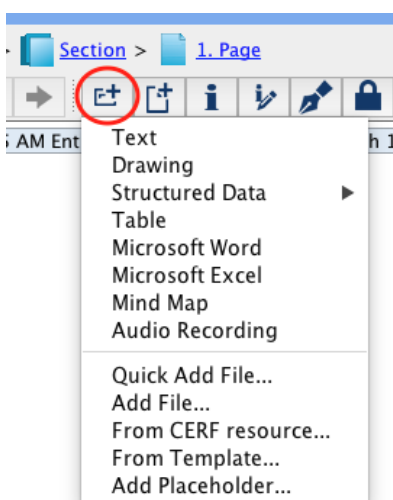 Section > 1. Page
AM Ent
Text
Drawing
Structured Data
Table
Microsoft Word
Microsoft Excel
Mind Map
Audio Recording
Quick Add File...
Add File...
From CERF resource...
From Template...
Add Placeholder...